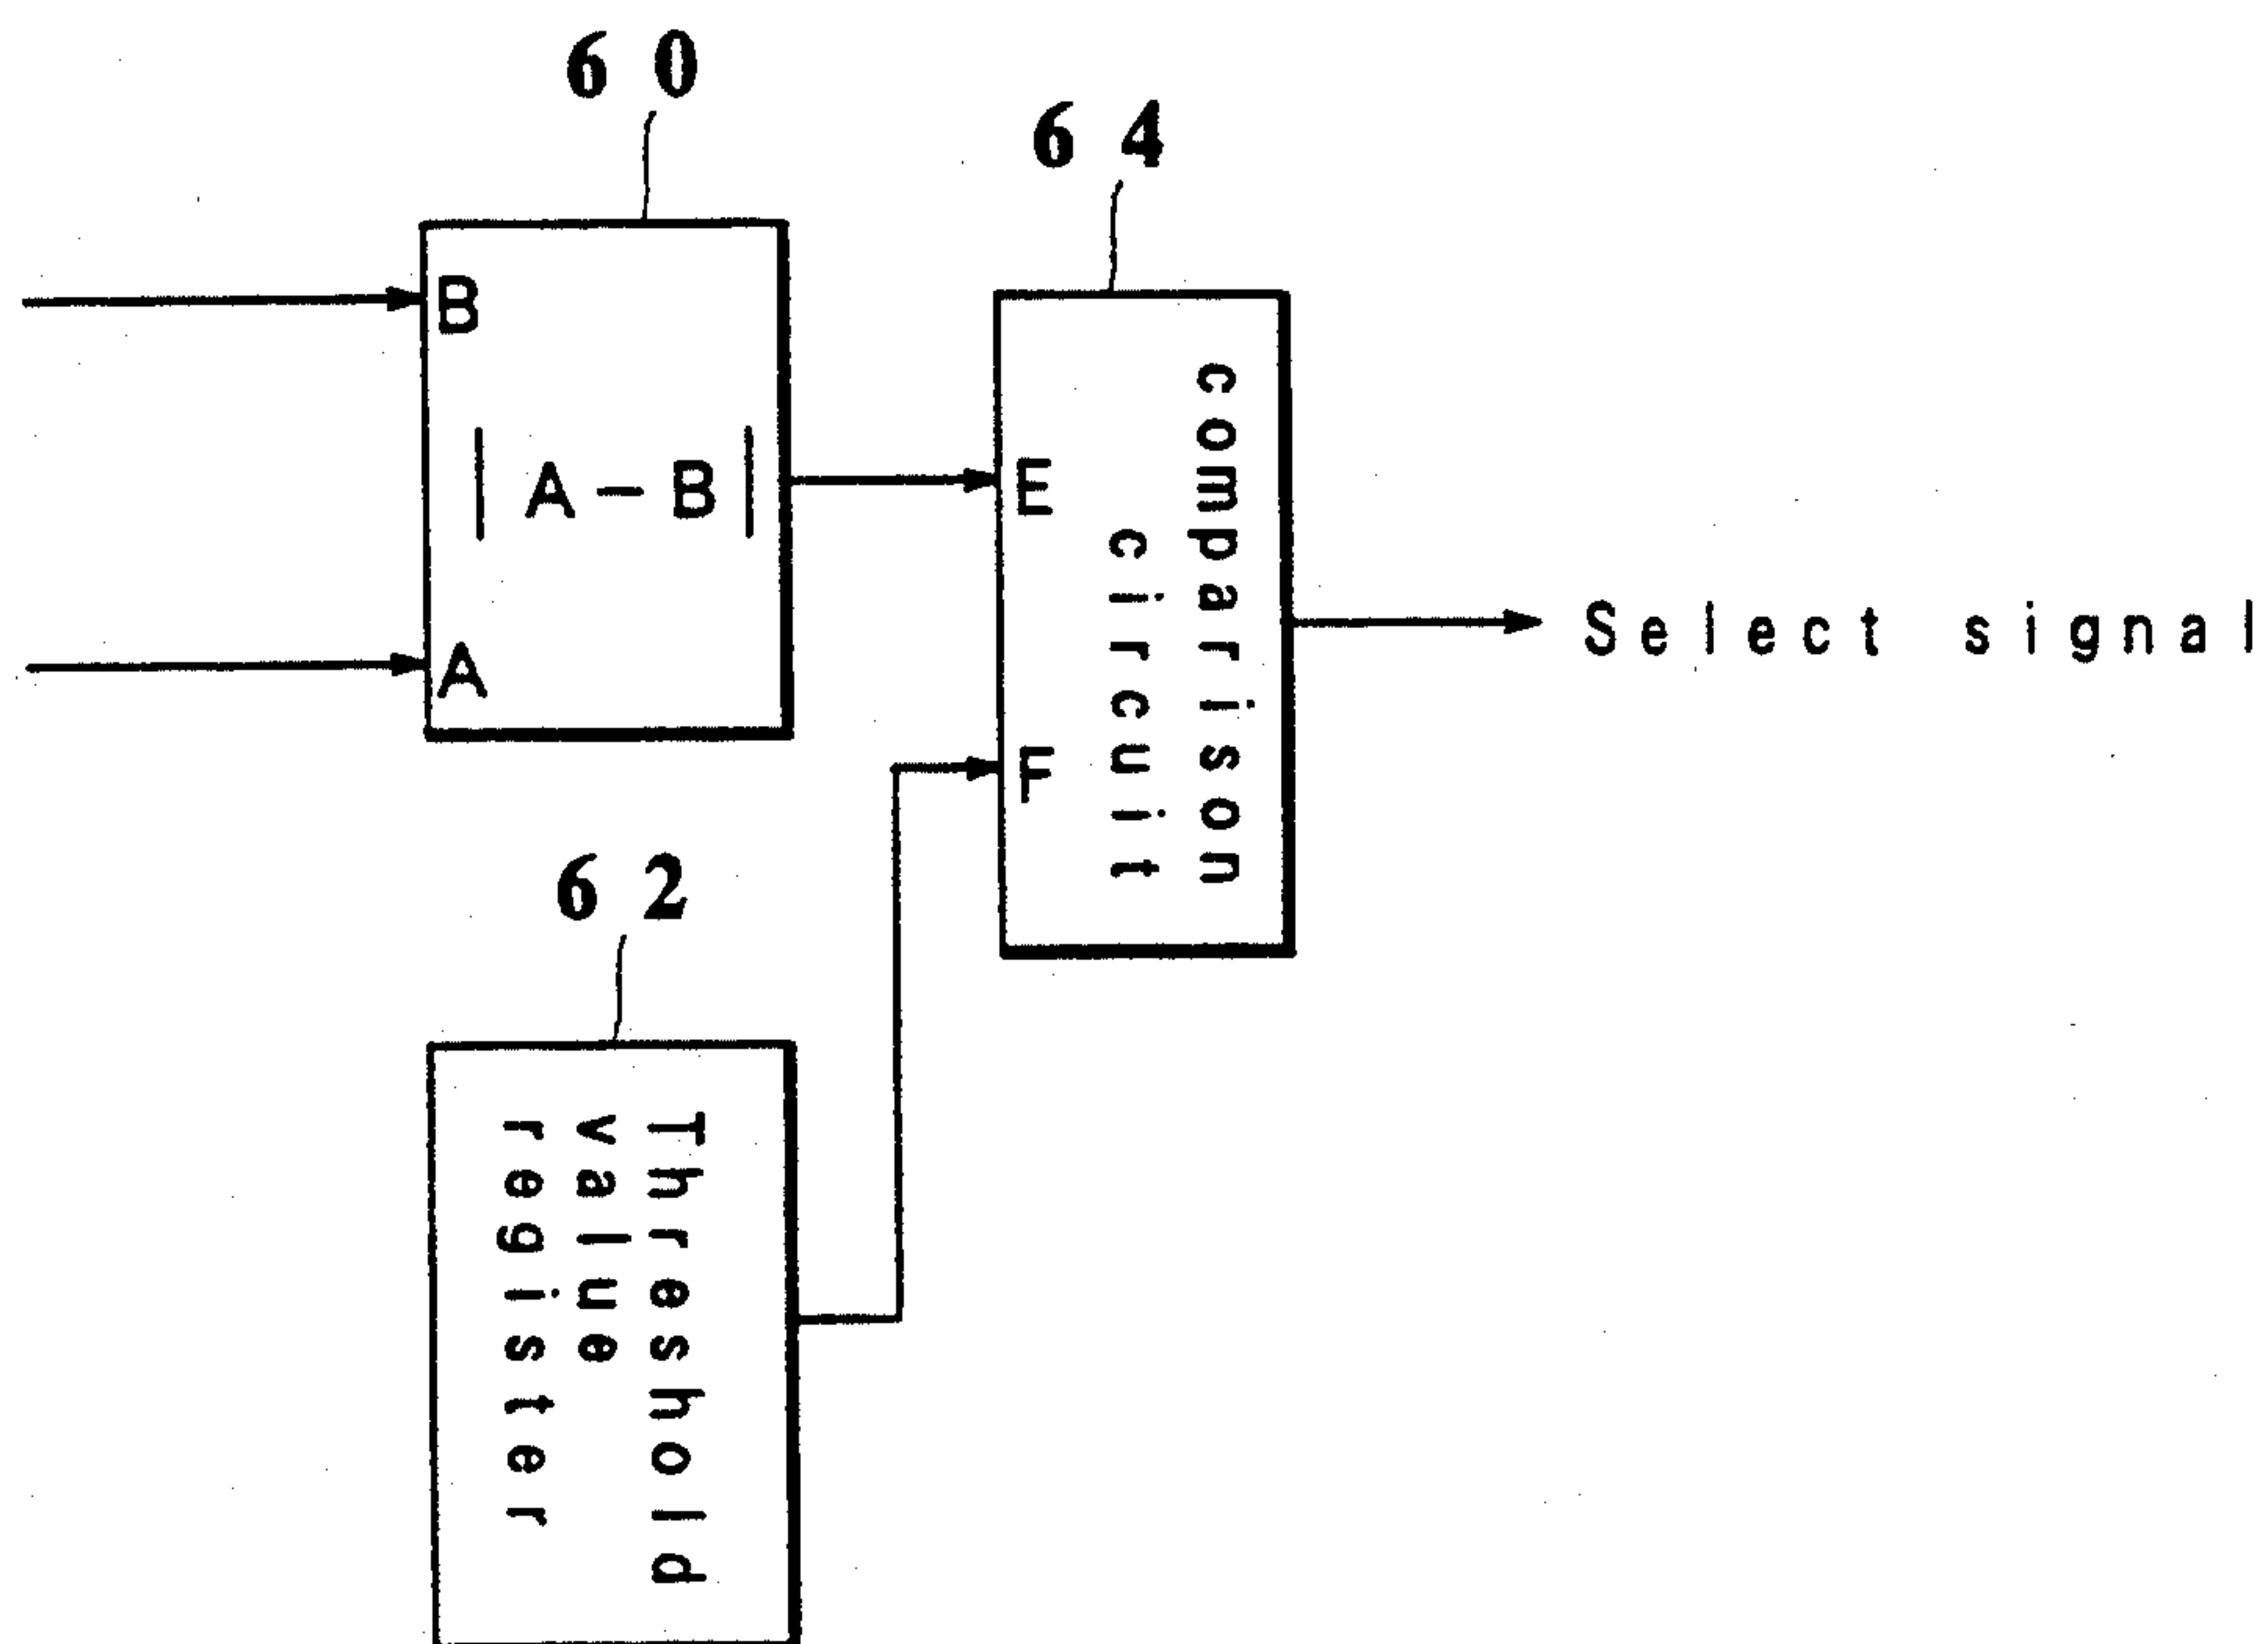 60
64
B
|A-B|
A
E
F
comparison
circuit
Select signal
62
Threshold
value
register